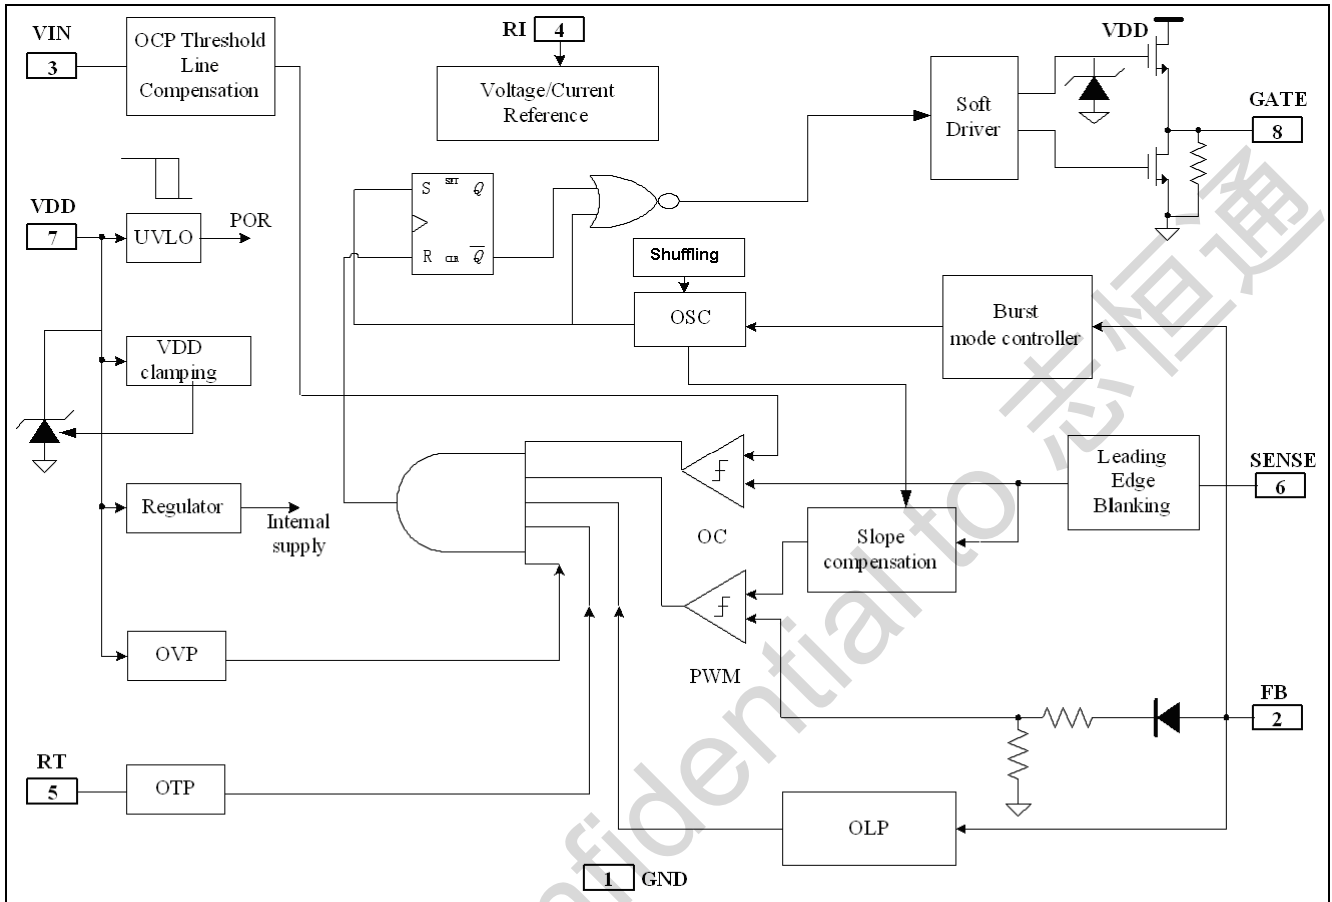 VIN
3
OCP Threshold
Line
Compensation
RI
4
Voltage/Current
Reference
VDD
Soft
Driver
GATE
8
S SET Q
R CLR Q
VDD
7
UVLO
POR
Shuffling
OSC
Burst
mode controller
VDD
clamping
Regulator
Internal
supply
OC
Slope
compensation
Leading
Edge
Blanking
SENSE
6
OVP
PWM
FB
2
RT
5
OTP
OLP
1
GND
nfidential to 志恒通